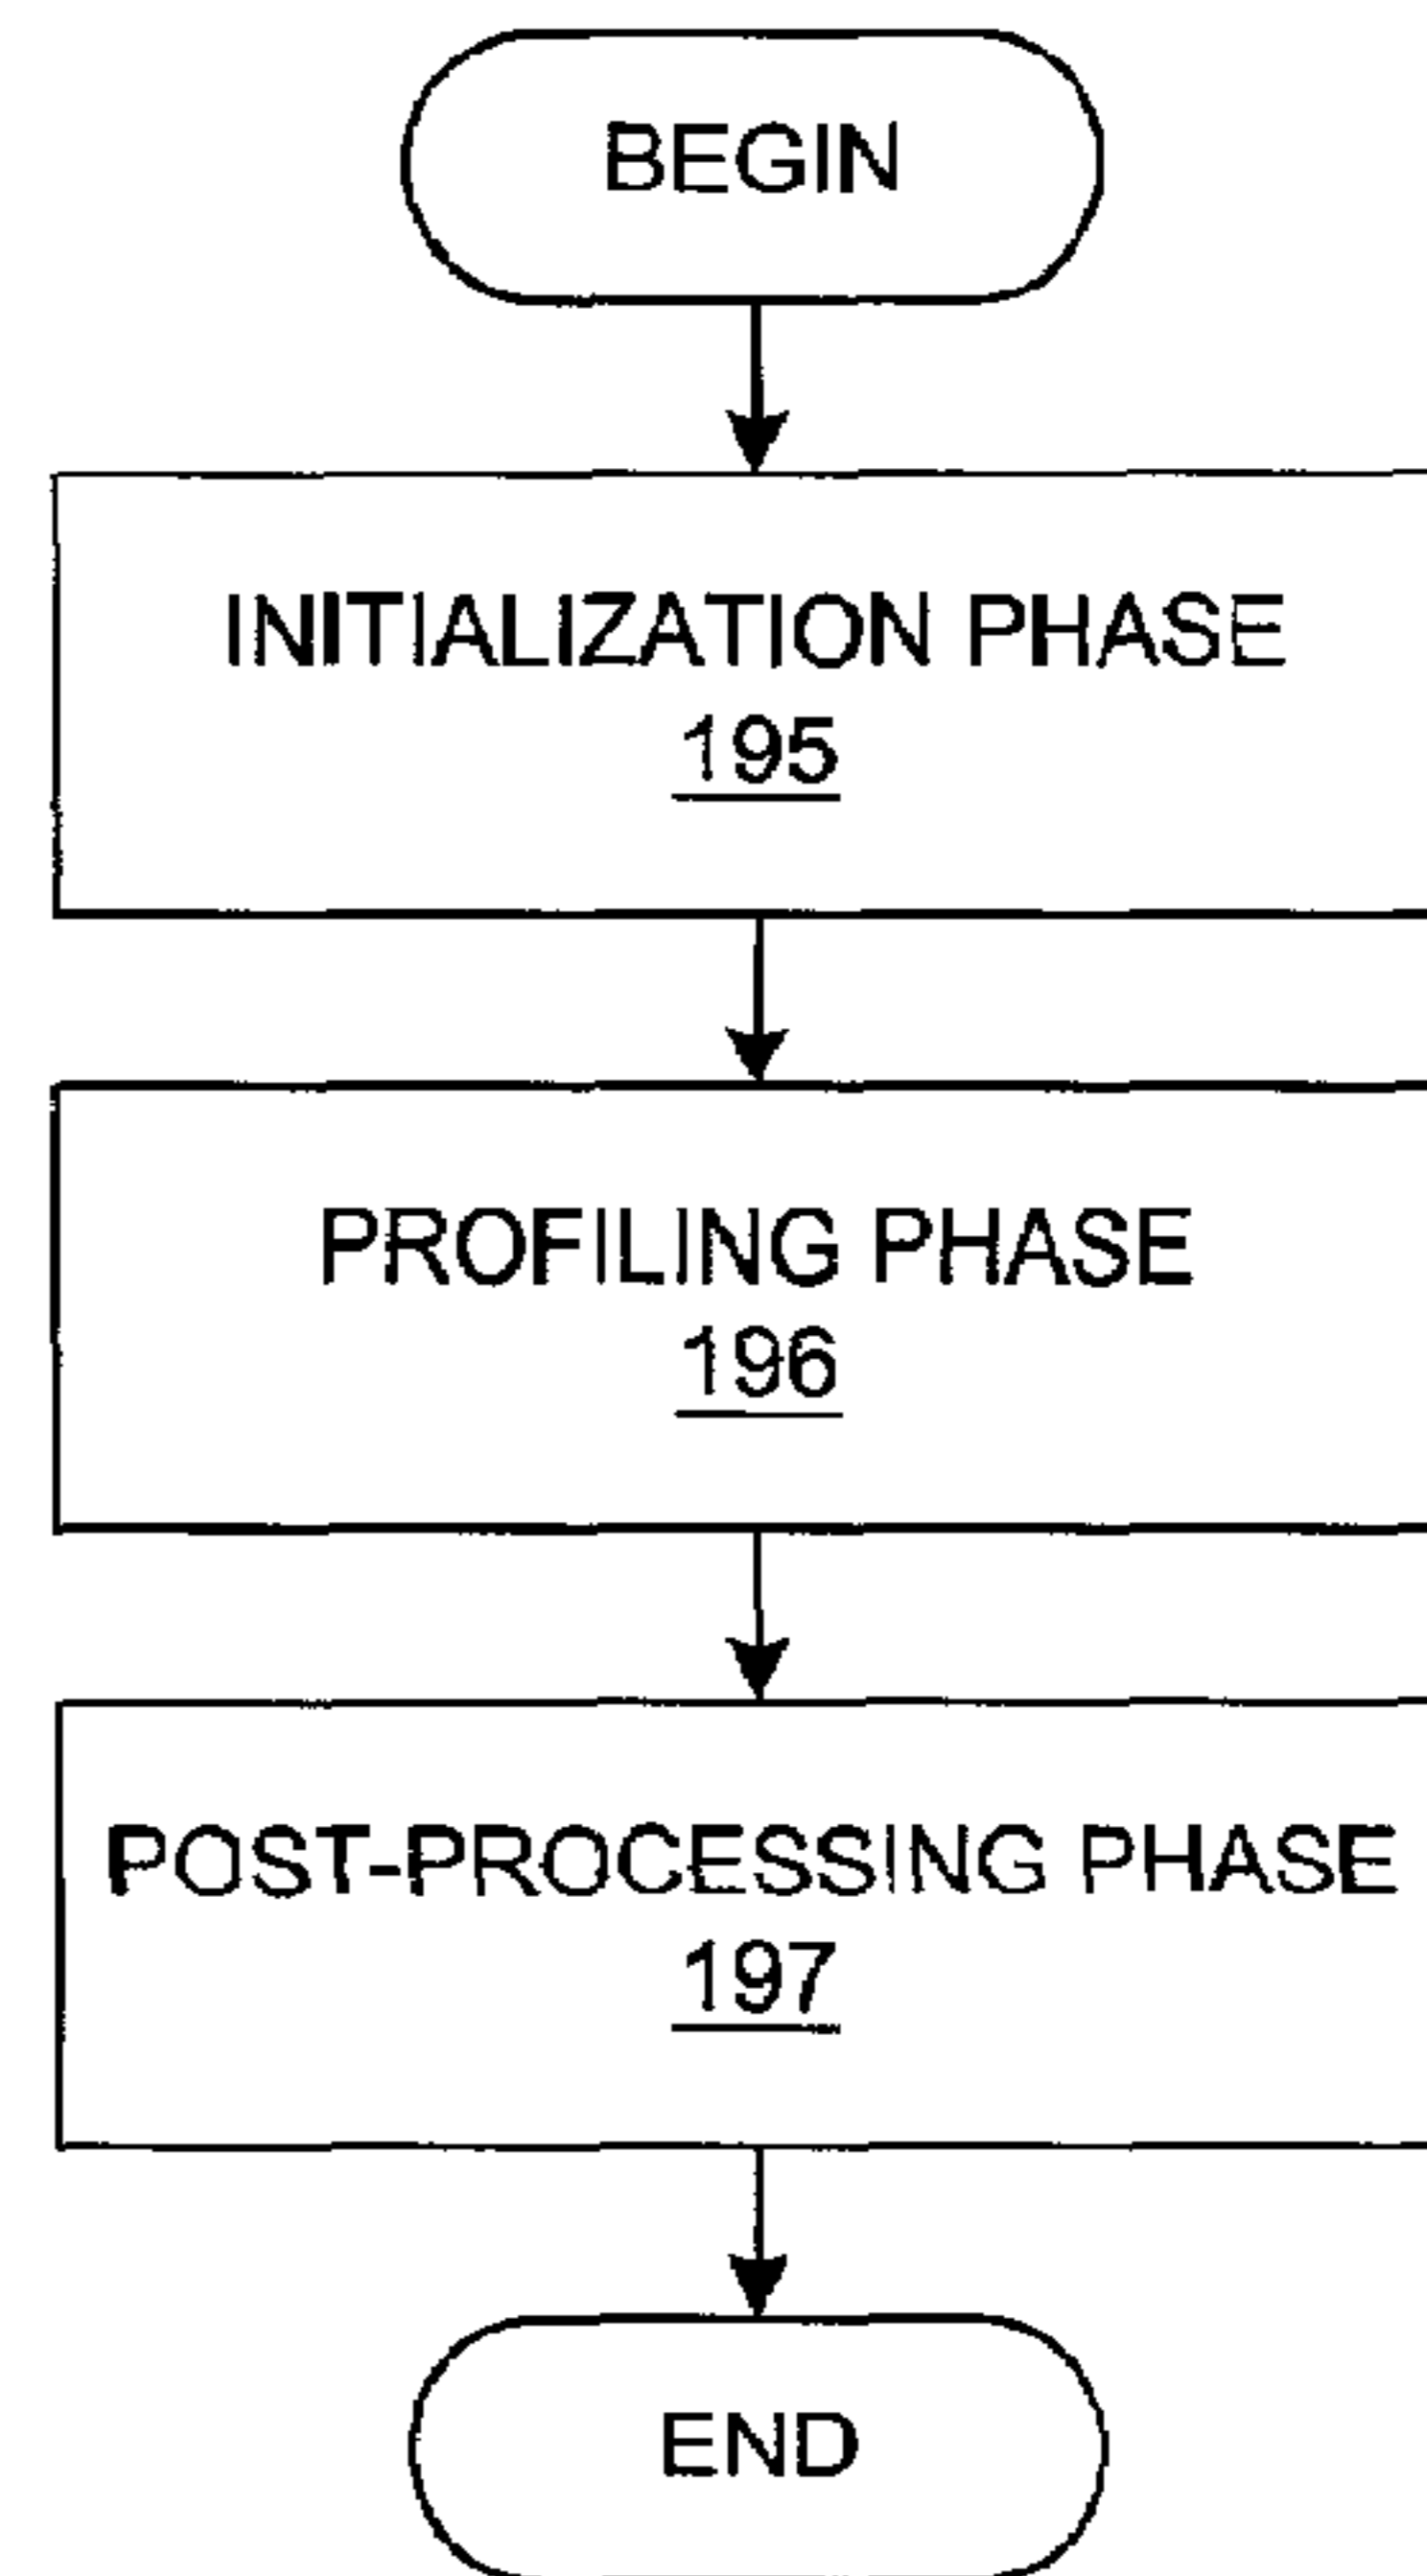 BEGIN
INITIALIZATION PHASE
195
PROFILING PHASE
196
POST-PROCESSING PHASE
197
END